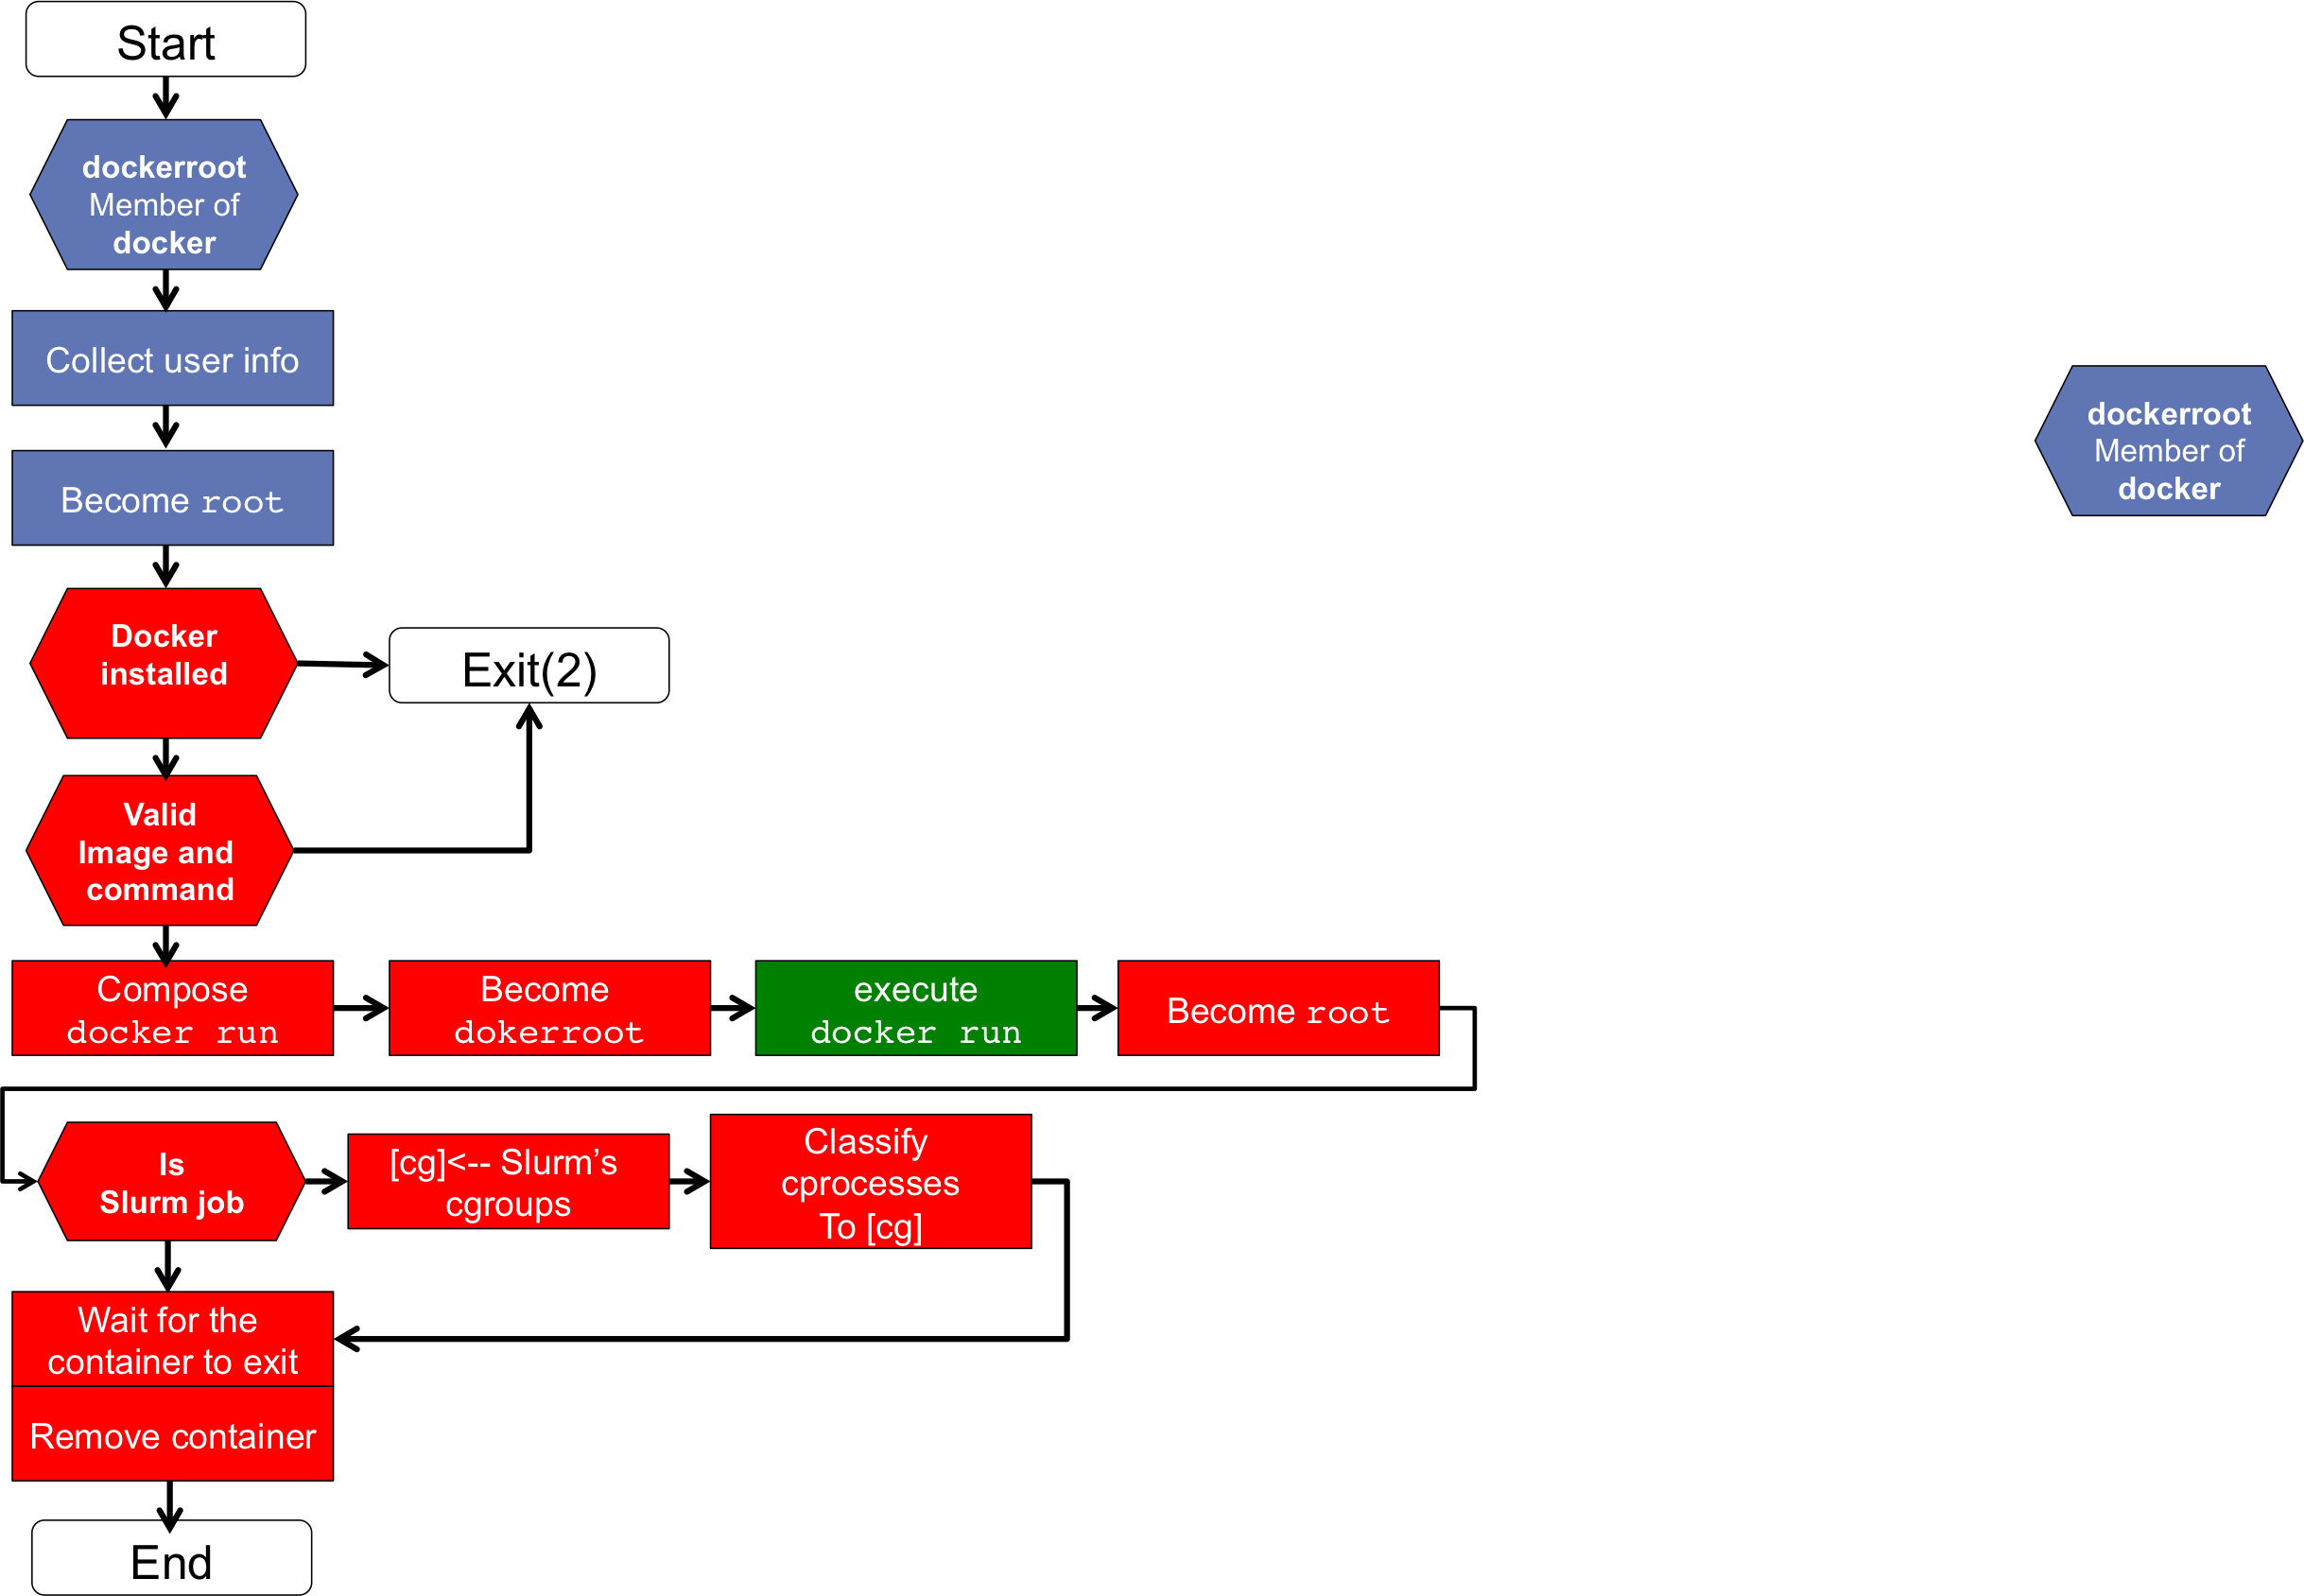 Start
dockerroot
Member of
docker
Collect user info
dockerroot
Member of
docker
Become root
Docker
installed
Exit(2)
Valid
Image and
command
Compose
docker run
Become
dokerroot
execute
docker run
Become root
Is
Slurm job
[cg]<-- Slurm’s
cgroups
Classify
cprocesses
To [cg]
Wait for the
container to exit
Remove container
End